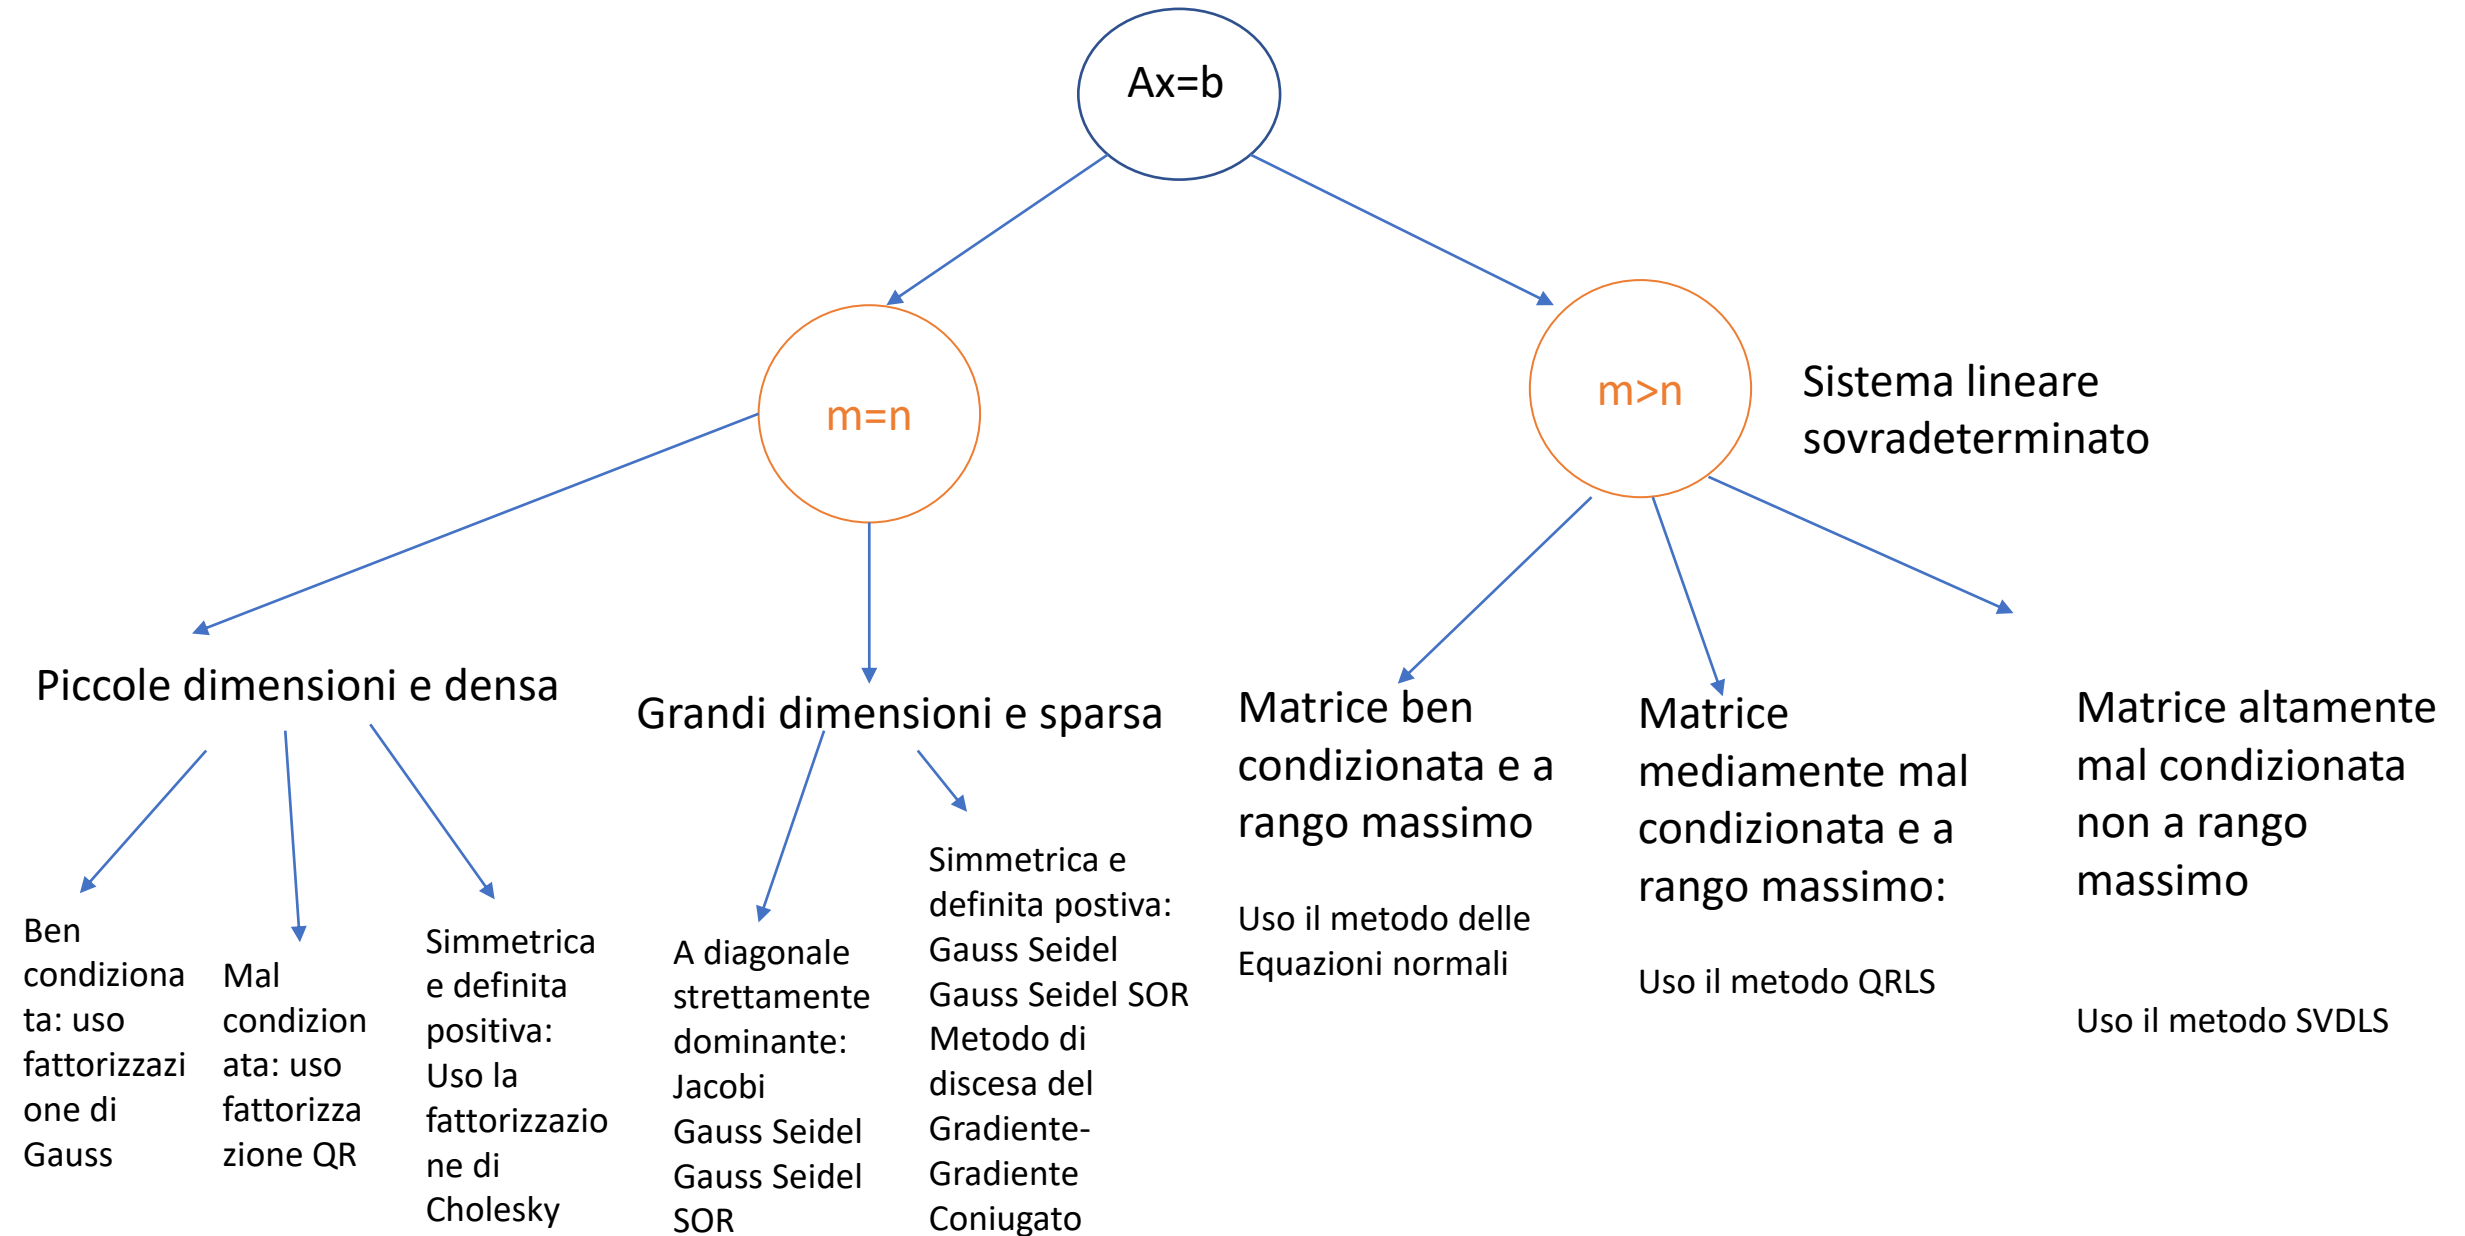 Ax=b
m=n
m>n
Sistema lineare
sovradeterminato
Piccole dimensioni e densa
Grandi dimensioni e sparsa
Matrice ben
condizionata e a
rango massimo
Uso il metodo delle
Equazioni normali
Matrice
mediamente mal
condizionata e a
rango massimo:
Uso il metodo QRLS
Matrice altamente
mal condizionata
non a rango
massimo
Uso il metodo SVDLS
Ben
condiziona
ta: uso
fattorizzazi
one di
Gauss
Mal
condizion
ata: uso
fattorizza
zione QR
Simmetrica
e definita
positiva:
Uso la
fattorizzazio
ne di
Cholesky
A diagonale
strettamente
dominante:
Jacobi
Gauss Seidel
Gauss Seidel
SOR
Simmetrica e
definita postiva:
Gauss Seidel
Gauss Seidel SOR
Metodo di
discesa del
Gradiente-
Gradiente
Coniugato